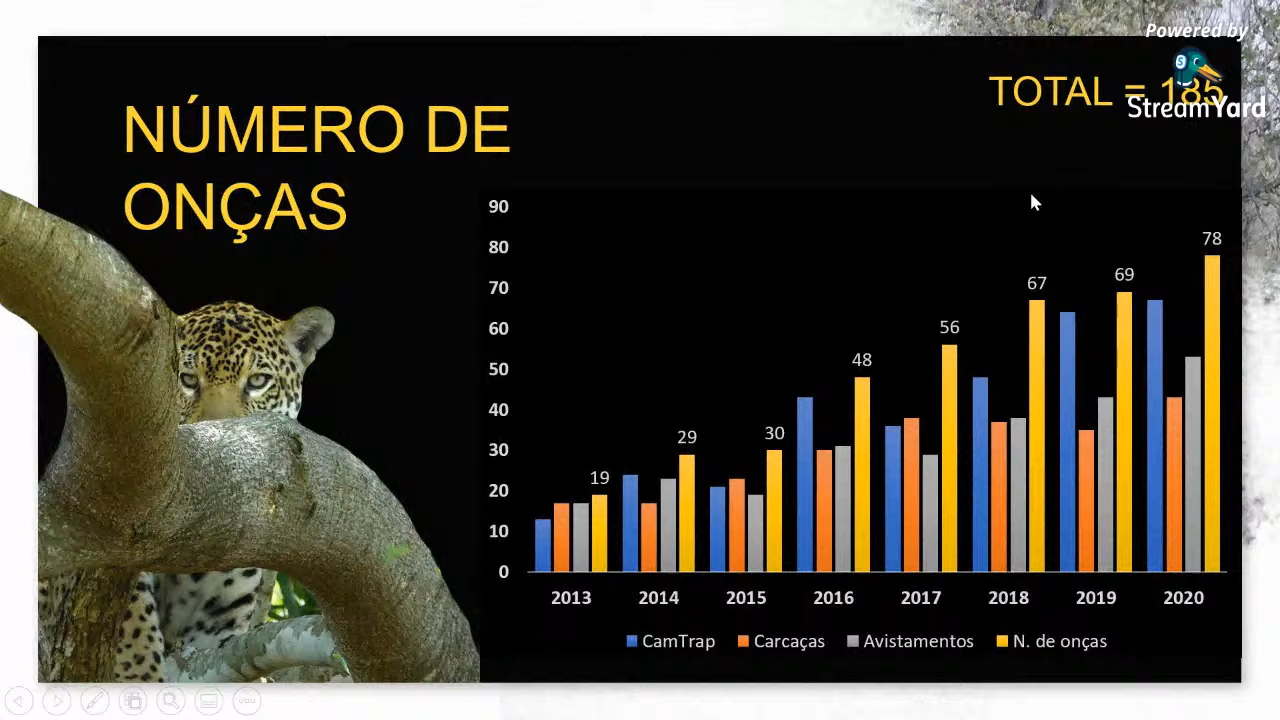 Powered by
StreamYard
TOTAL = 185
NÚMERO DE
ONÇAS
90
80
70
60
50
40
30
20
10
0
19
29
30
48
56
67
69
78
2013 2014 2015 2016 2017 2018 2019 2020
CamTrap Carcaças Avistamentos N. de onças